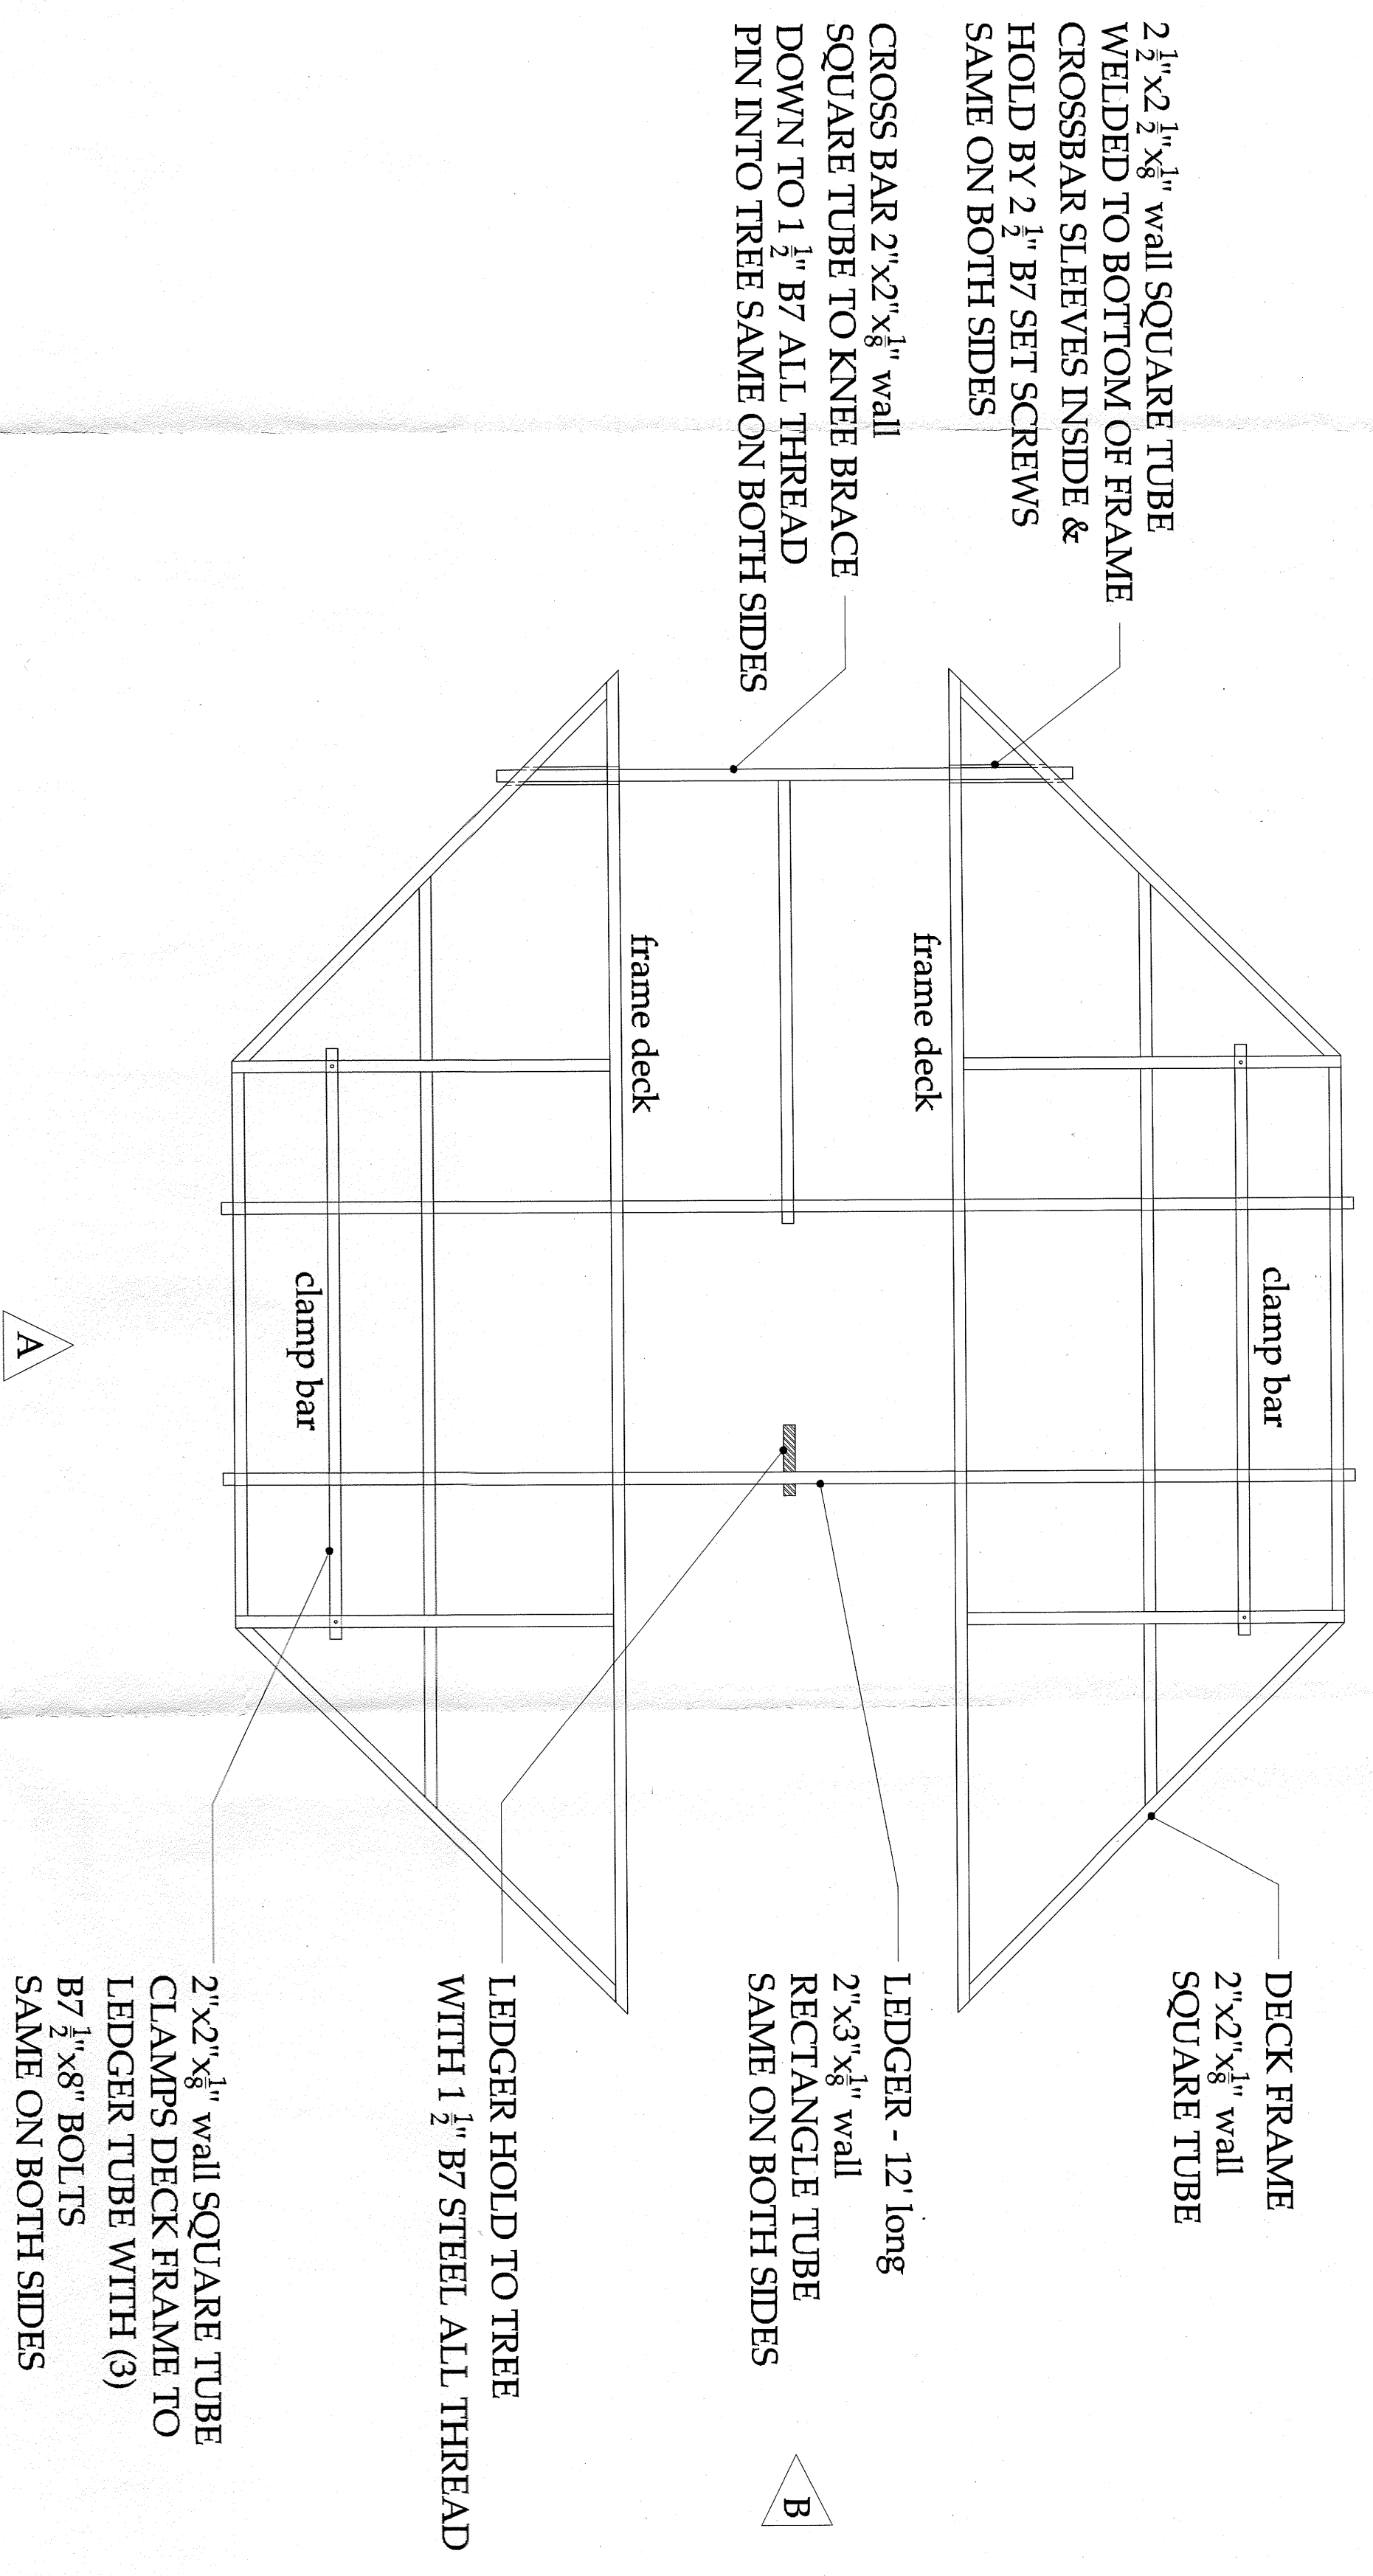 2 1/2"x2 1/2"x1/8" wall SQUARE TUBE
WELDED TO BOTTOM OF FRAME
CROSSBAR SLEEVES INSIDE &
HOLD BY 2 1/2" B7 SET SCREWS
SAME ON BOTH SIDES
CROSS BAR 2"x2"x1/8" wall
SQUARE TUBE TO KNEE BRACE
DOWN TO 1 1/2" B7 ALL THREAD
PIN INTO TREE SAME ON BOTH SIDES
frame deck
frame deck
clamp bar
clamp bar
DECK FRAME
2"x2"x1/8" wall
SQUARE TUBE
LEDGER - 12' long
2"x3"x1/8" wall
RECTANGLE TUBE
SAME ON BOTH SIDES
LEDGER HOLD TO TREE
WITH 1 1/2" B7 STEEL ALL THREAD
2"x2"x1/8" wall SQUARE TUBE
CLAMPS DECK FRAME TO
LEDGER TUBE WITH (3)
B7 1/2"x8" BOLTS
SAME ON BOTH SIDES
A
B